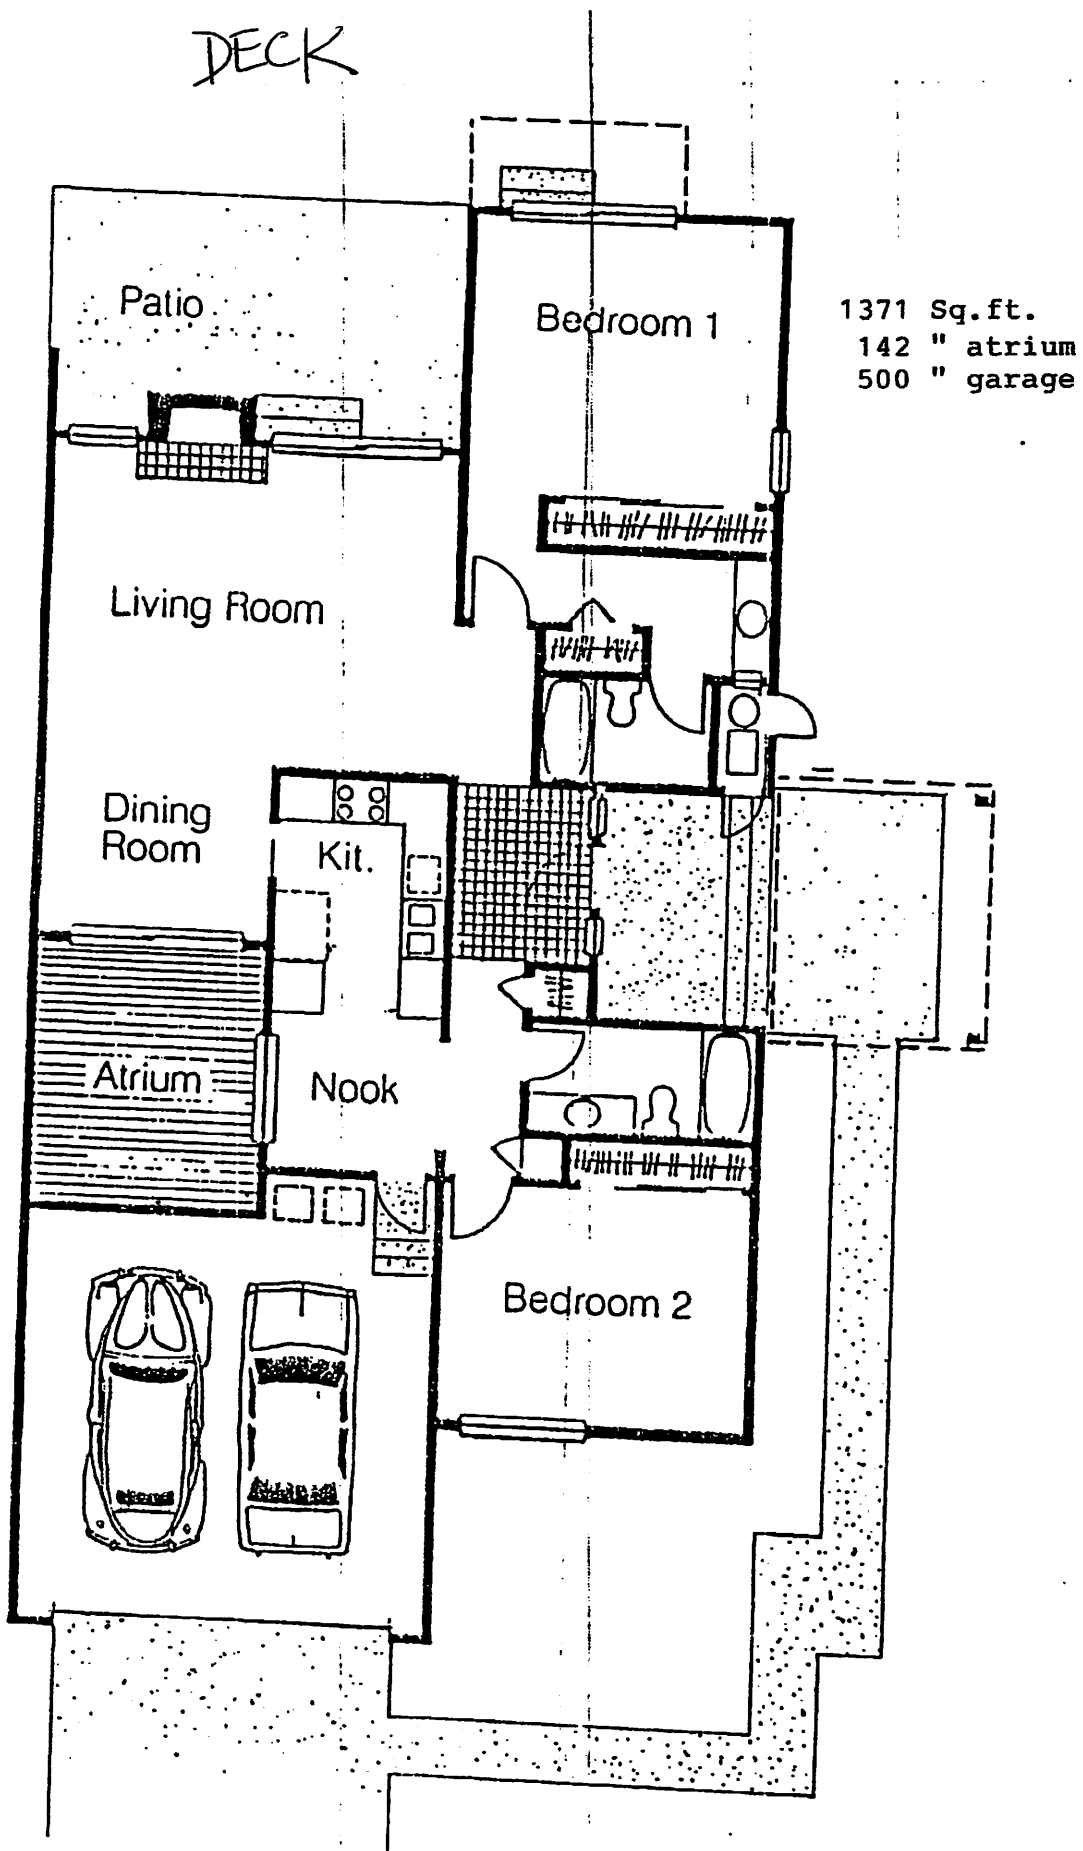 DECK
Patio
Bedroom 1
1371 Sq.ft.
142 " atrium
500 " garage
Living Room
Dining
Room
Kit.
Atrium
Nook
Bedroom 2